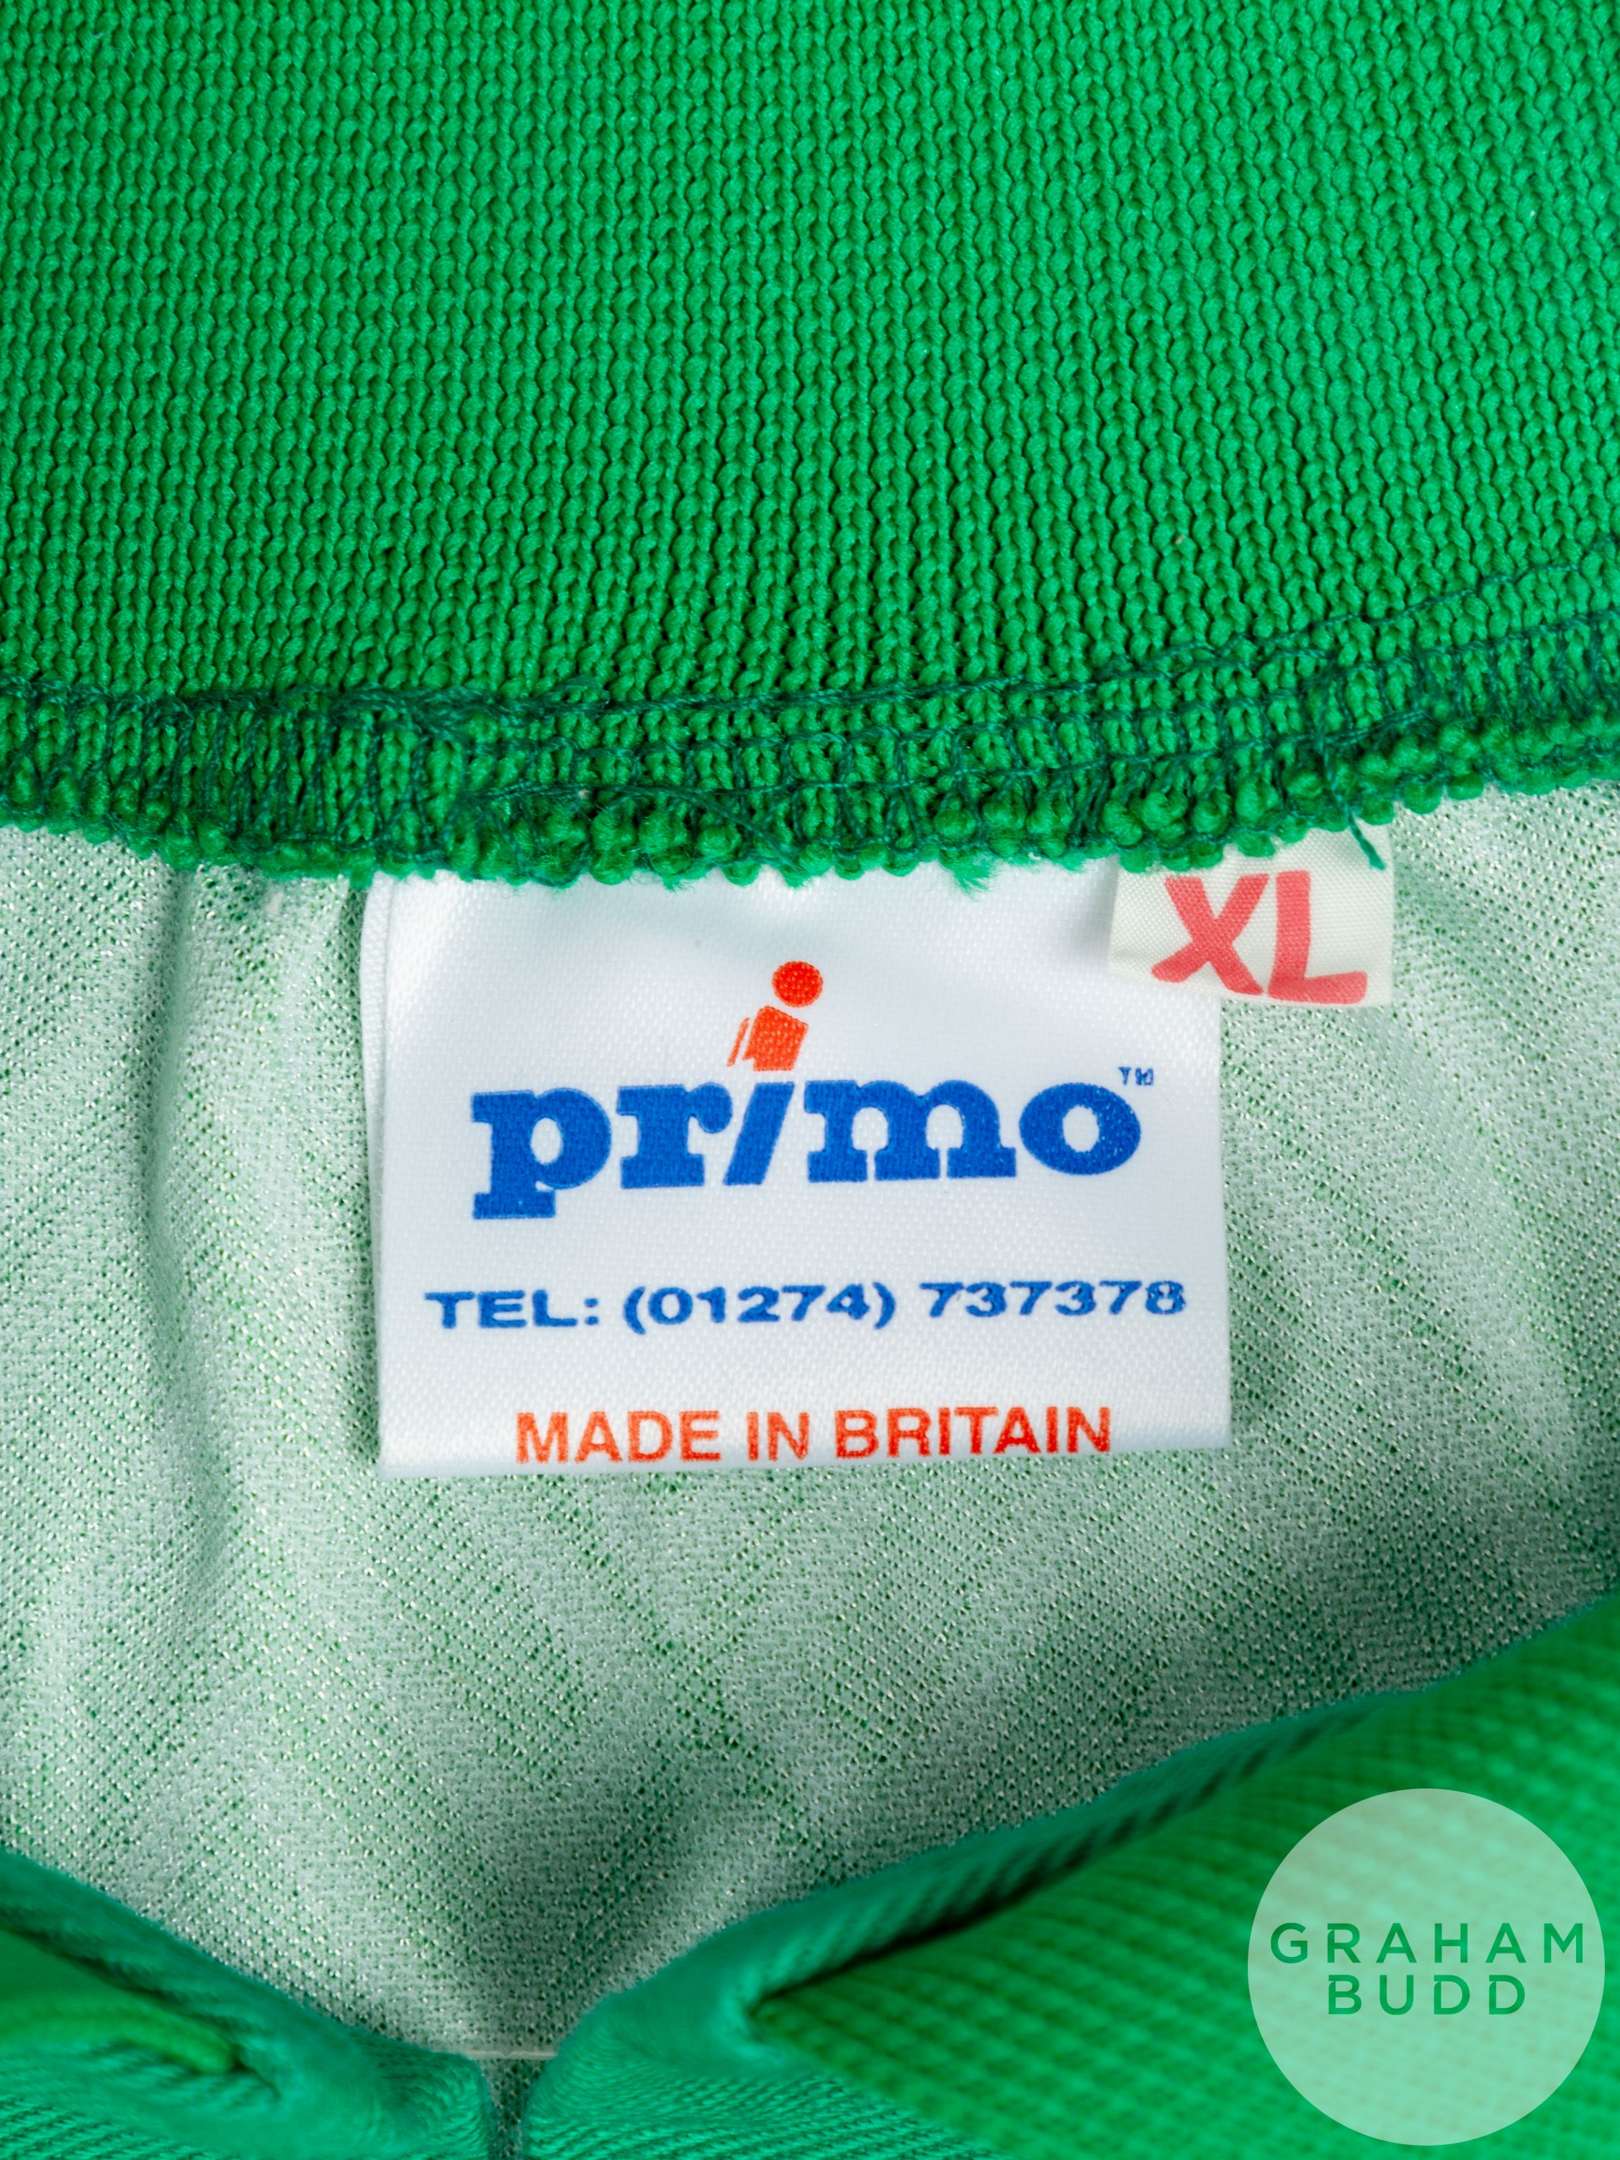 XL
primo™
TEL: (01274) 737378
MADE IN BRITAIN
GRAHAM
BUDD